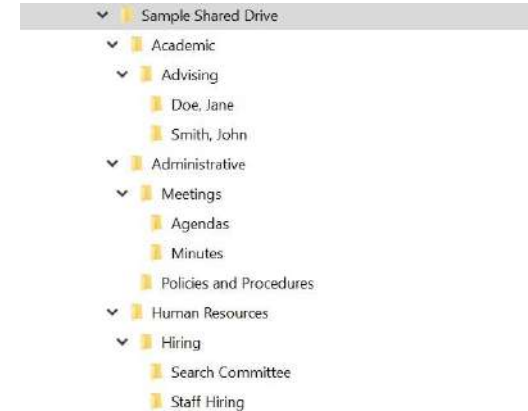 Sample Shared Drive
Academic
Advising
Doe, Jane
Smith, John
Administrative
Meetings
Agendas
Minutes
Policies and Procedures
Human Resources
Hiring
Search Committee
Staff Hiring